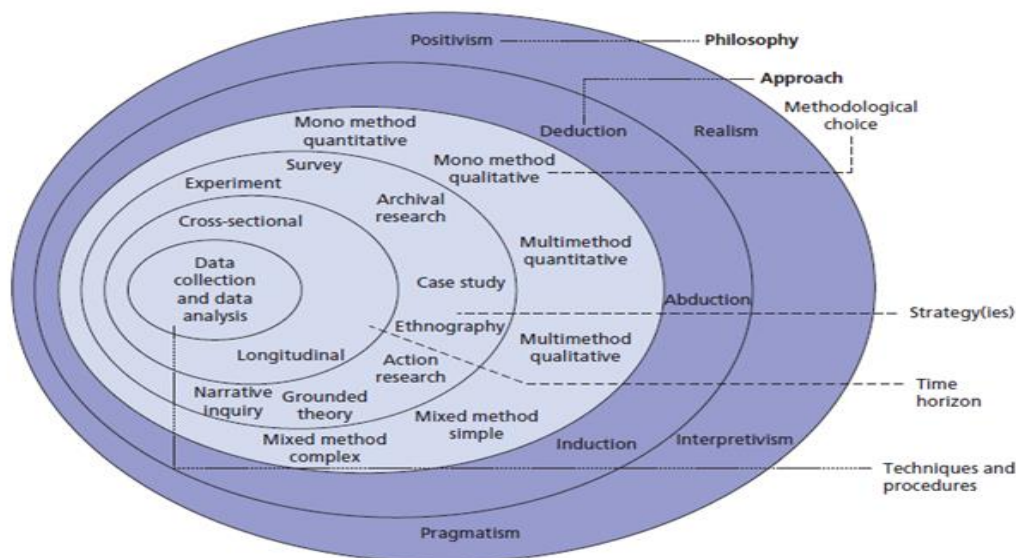 Positivism
Philosophy
Approach
Methodological
choice
Mono method
quantitative
Deduction
Realism
Survey
Mono method
qualitative
Experiment
Archival
research
Cross-sectional
Multimethod
quantitative
Data
collection
and data
analysis
Case study
Abduction
Strategy(ies)
Ethnography
Multimethod
qualitative
Longitudinal
Action
research
Time
horizon
Narrative
inquiry
Grounded
theory
Mixed method
simple
Mixed method
complex
Induction
Interpretivism
Techniques and
procedures
Pragmatism